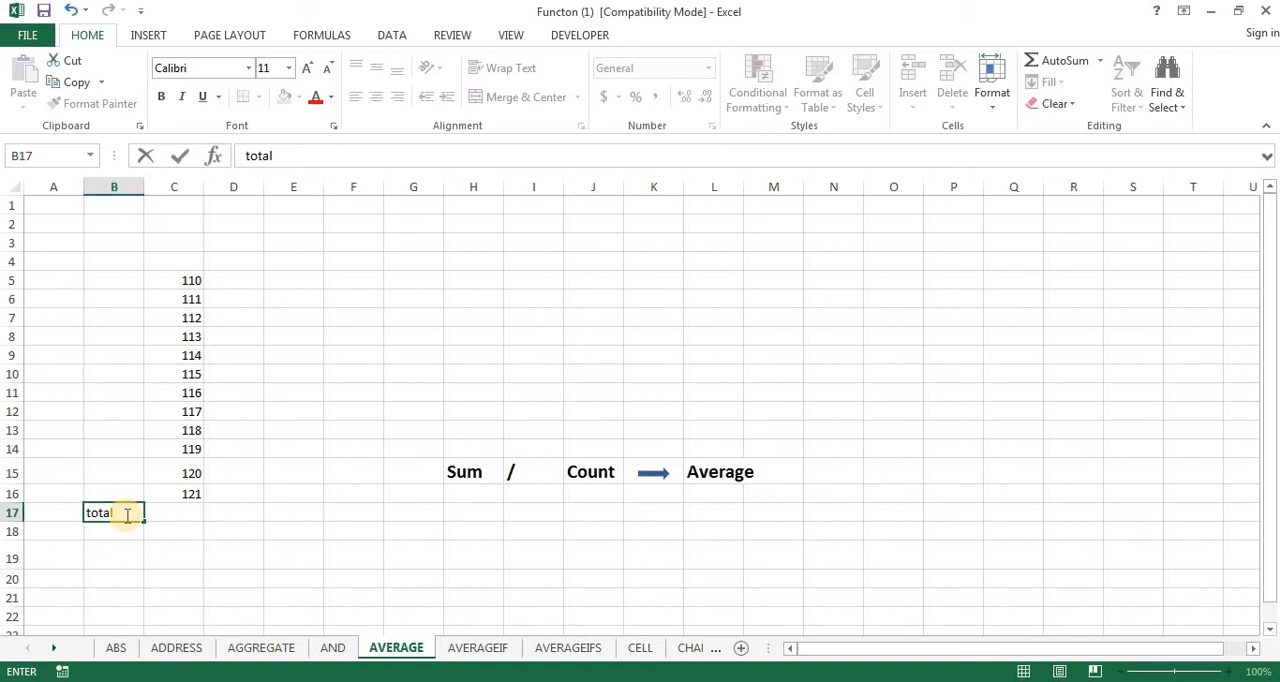 Functon (1) [Compatibility Mode] - Excel
?
Sign in
FILE HOME INSERT PAGE LAYOUT FORMULAS DATA REVIEW VIEW DEVELOPER
Paste
Cut
Copy
Format Painter
Clipboard
Calibri 11 A A
B I U A
Font
Wrap Text
Merge & Center
Alignment
General
$ % ,
Number
Conditional Formatting
Format as Table
Cell Styles
Styles
Insert Delete Format
Cells
AutoSum
Fill
Clear
Sort & Filter
Find & Select
Editing
B17 fx total
A B C D E F G H I J K L M N O P Q R S T U
1
2
3
4
5 110
6 111
7 112
8 113
9 114
10 115
11 116
12 117
13 118
14 119
15 120 Sum / Count Average
16 121
17 total
18
19
20
21
22
23
ABS ADDRESS AGGREGATE AND AVERAGE AVERAGEIF AVERAGEIFS CELL CHAI ...
ENTER 100%